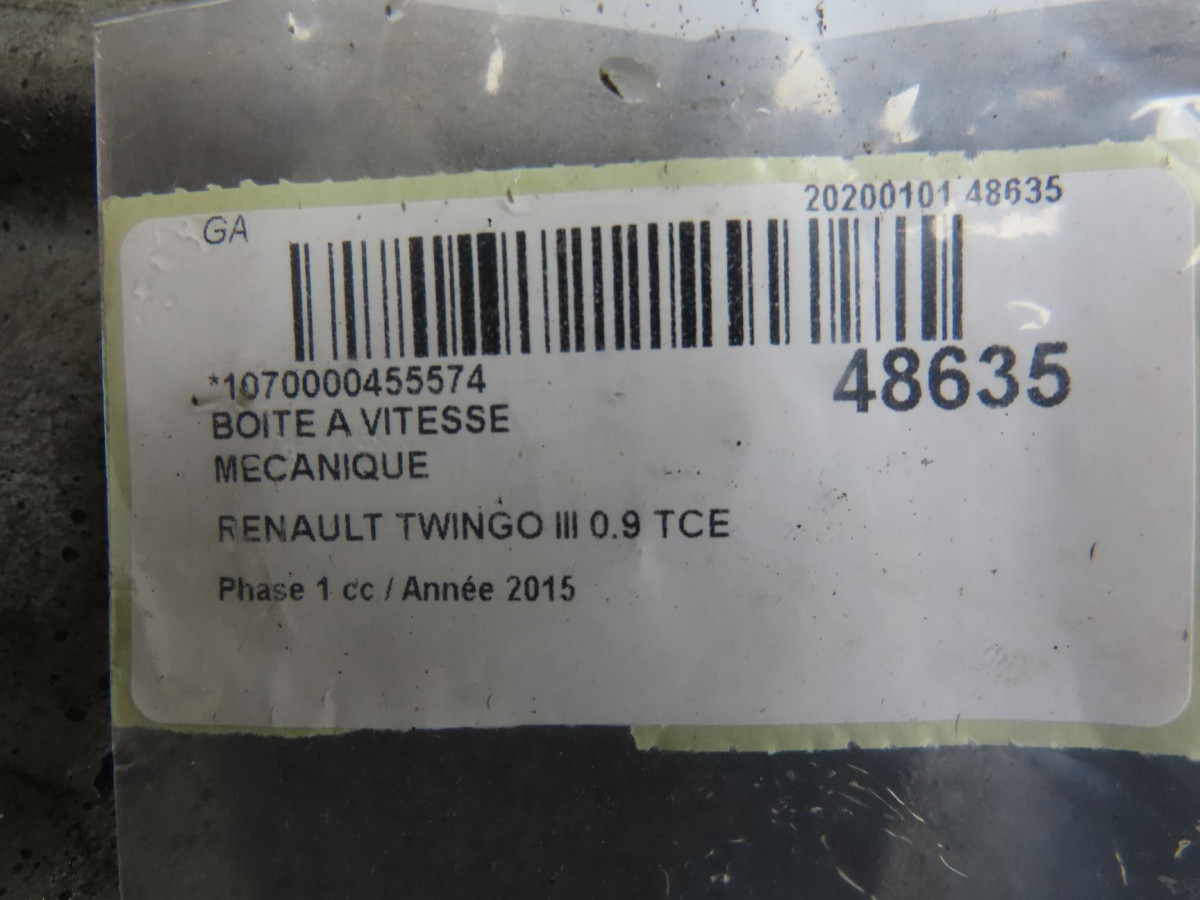 GA
20200101 48635
*1070000455574
48635
BOITE A VITESSE
MECANIQUE
RENAULT TWINGO III 0.9 TCE
Phase 1 cc / Année 2015